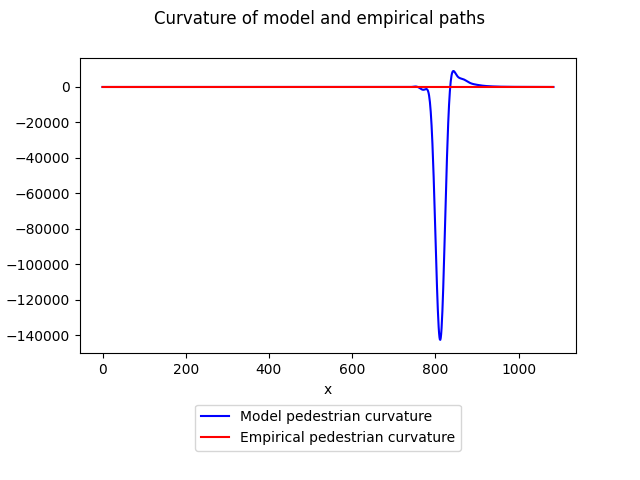 Curvature of model and empirical paths
0
−20000
−40000
−60000
−80000
−100000
−120000
−140000
0 200 400 600 800 1000
x
Model pedestrian curvature
Empirical pedestrian curvature